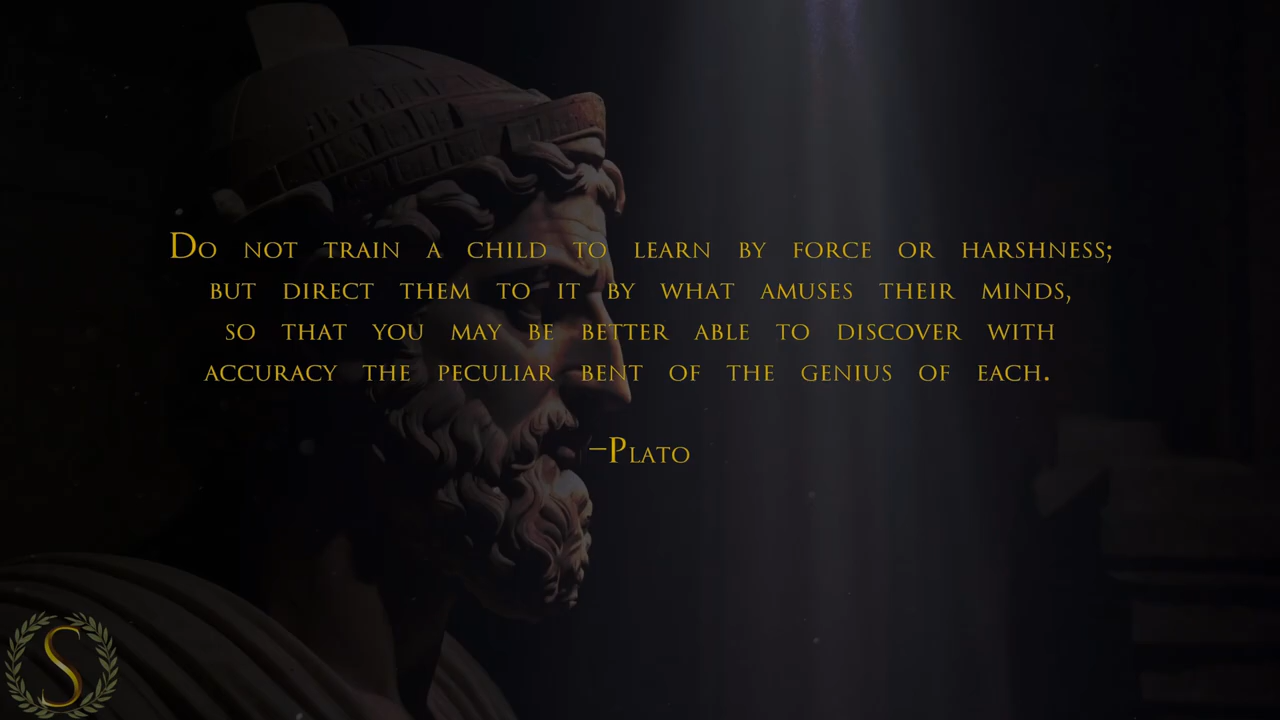 Do not train a child to learn by force or harshness;
but direct them to it by what amuses their minds,
so that you may be better able to discover with
accuracy the peculiar bent of the genius of each.
–Plato
S